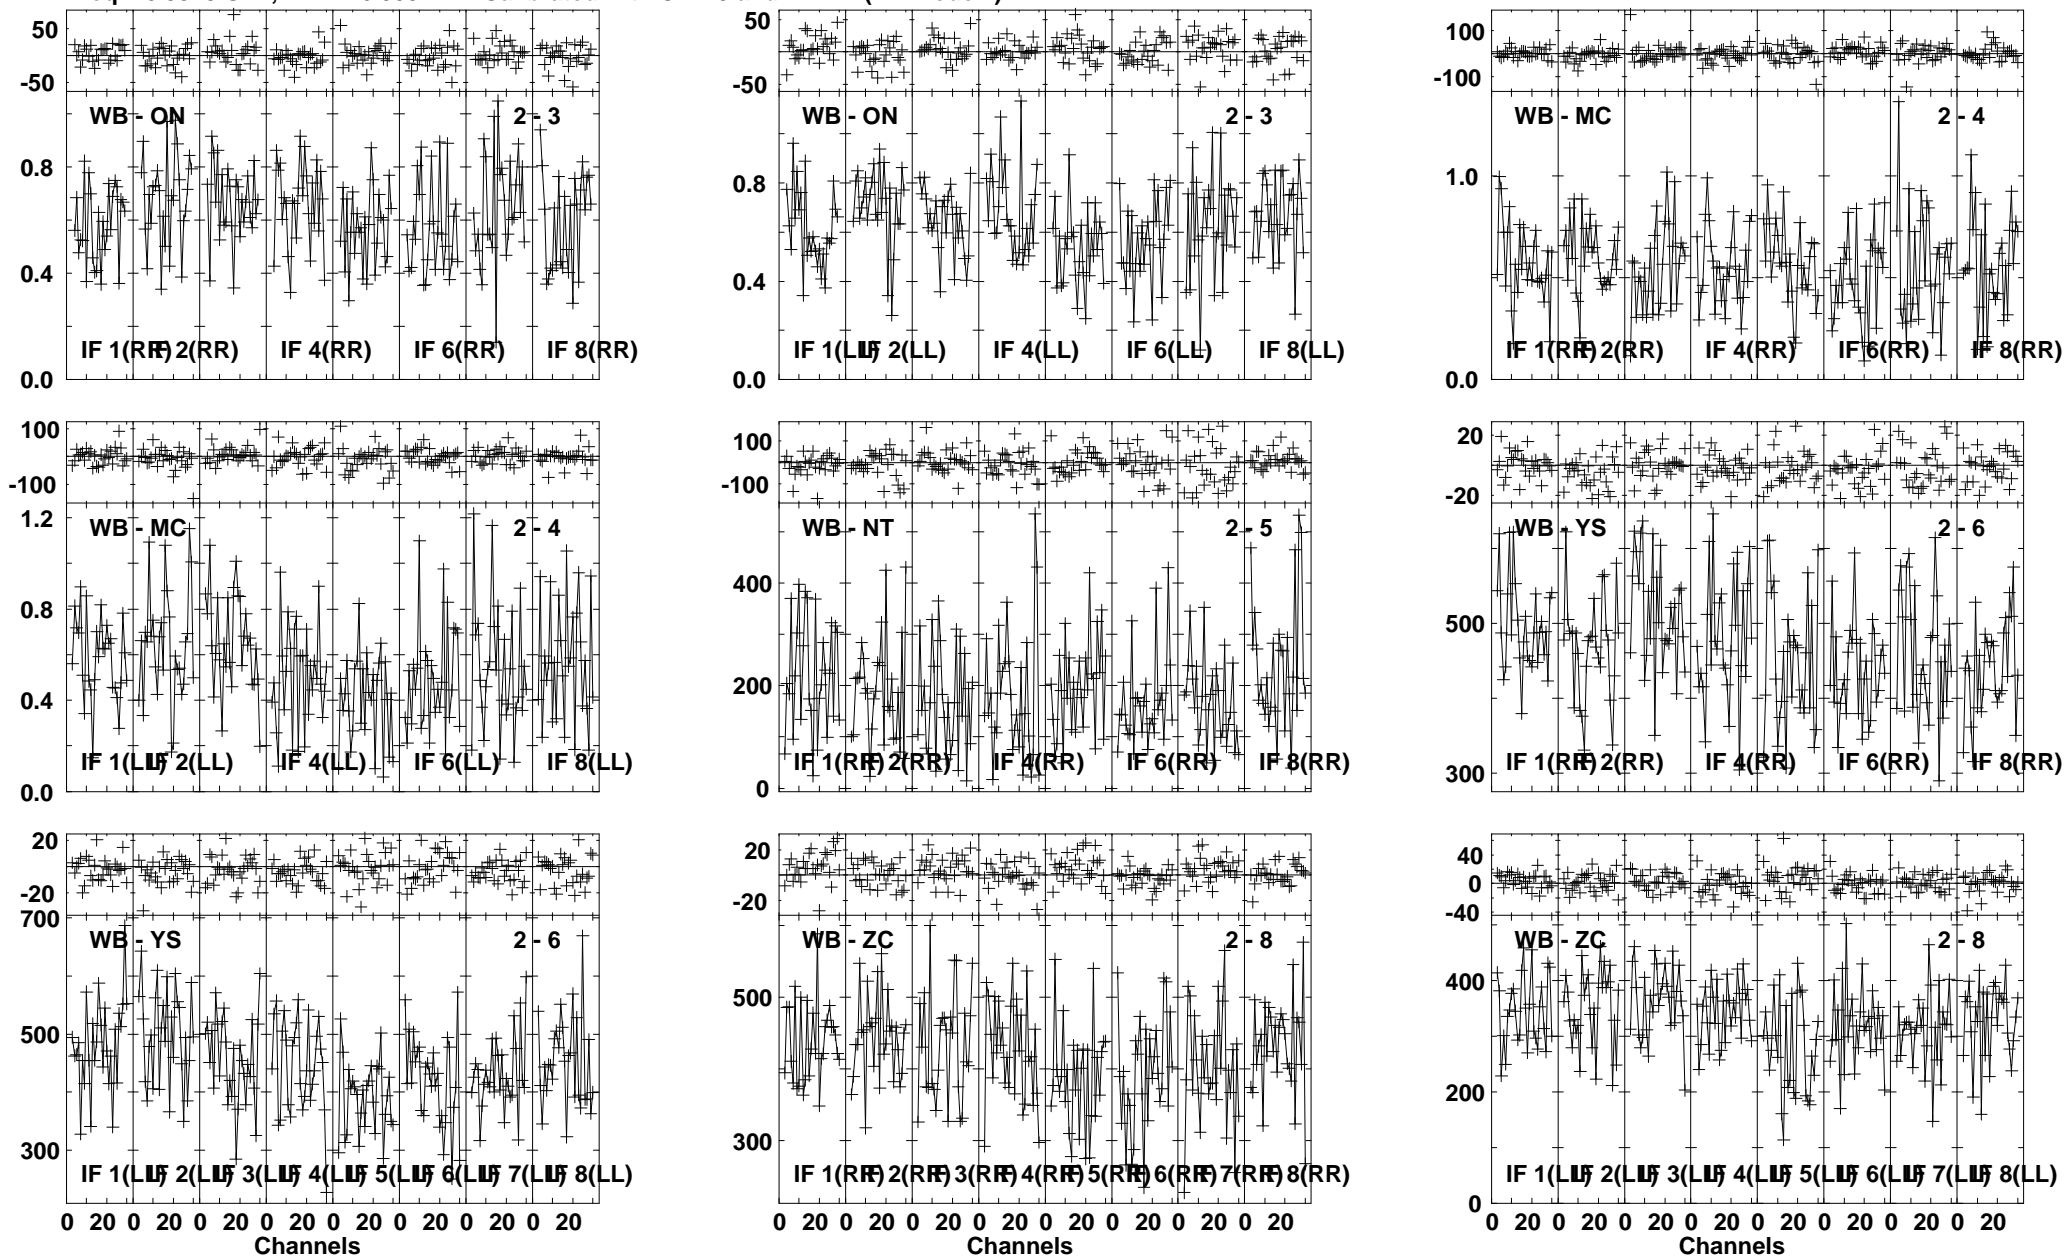 50
-50
WB - ON 2 - 3
0.8
0.4
0.0
IF 1(RR) IF 2(RR) IF 4(RR) IF 6(RR) IF 8(RR)
50
-50
WB - ON 2 - 3
0.8
0.4
0.0
IF 1(LL) IF 2(LL) IF 4(LL) IF 6(LL) IF 8(LL)
100
-100
WB - MC 2 - 4
1.0
0.0
IF 1(RR) IF 2(RR) IF 4(RR) IF 6(RR) IF 8(RR)
100
-100
1.2
WB - MC 2 - 4
0.8
0.4
0.0
IF 1(LL) IF 2(LL) IF 4(LL) IF 6(LL) IF 8(LL)
100
-100
WB - NT 2 - 5
400
200
0
IF 1(RR) IF 2(RR) IF 4(RR) IF 6(RR) IF 8(RR)
20
-20
WB - YS 2 - 6
500
300
IF 1(RR) IF 2(RR) IF 4(RR) IF 6(RR) IF 8(RR)
20
-20
700
WB - YS 2 - 6
500
300
IF 1(LL) IF 2(LL) IF 3(LL) IF 4(LL) IF 5(LL) IF 6(LL) IF 7(LL) IF 8(LL)
0 20 0 20 0 20 0 20 0 20 0 20 0 20 0 20
Channels
20
-20
WB - ZC 2 - 8
500
300
IF 1(RR) IF 2(RR) IF 3(RR) IF 4(RR) IF 5(RR) IF 6(RR) IF 7(RR) IF 8(RR)
0 20 0 20 0 20 0 20 0 20 0 20 0 20 0 20
Channels
40
0
-40
WB - ZC 2 - 8
400
200
0
IF 1(LL) IF 2(LL) IF 3(LL) IF 4(LL) IF 5(LL) IF 6(LL) IF 7(LL) IF 8(LL)
0 20 0 20 0 20 0 20 0 20 0 20 0 20 0 20
Channels